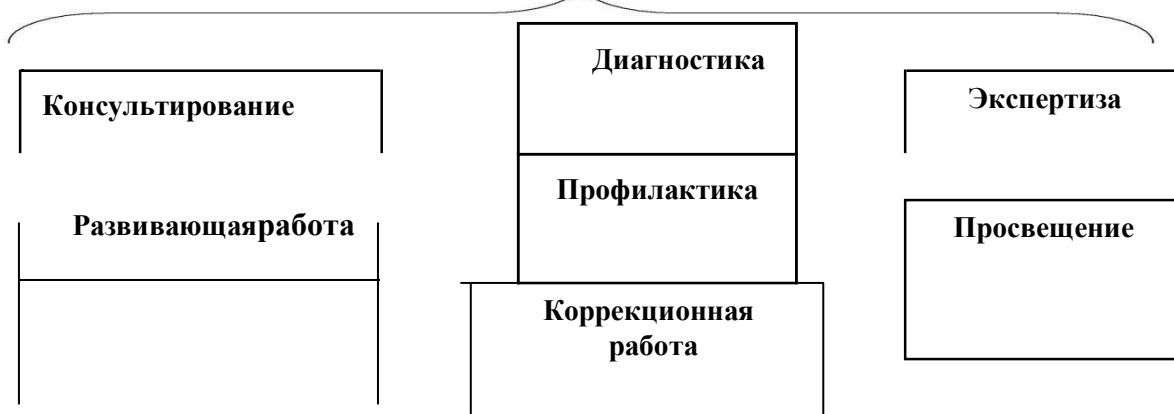 Диагностика
Консультирование
Экспертиза
Профилактика
Развивающаяработа
Просвещение
Коррекционная
работа